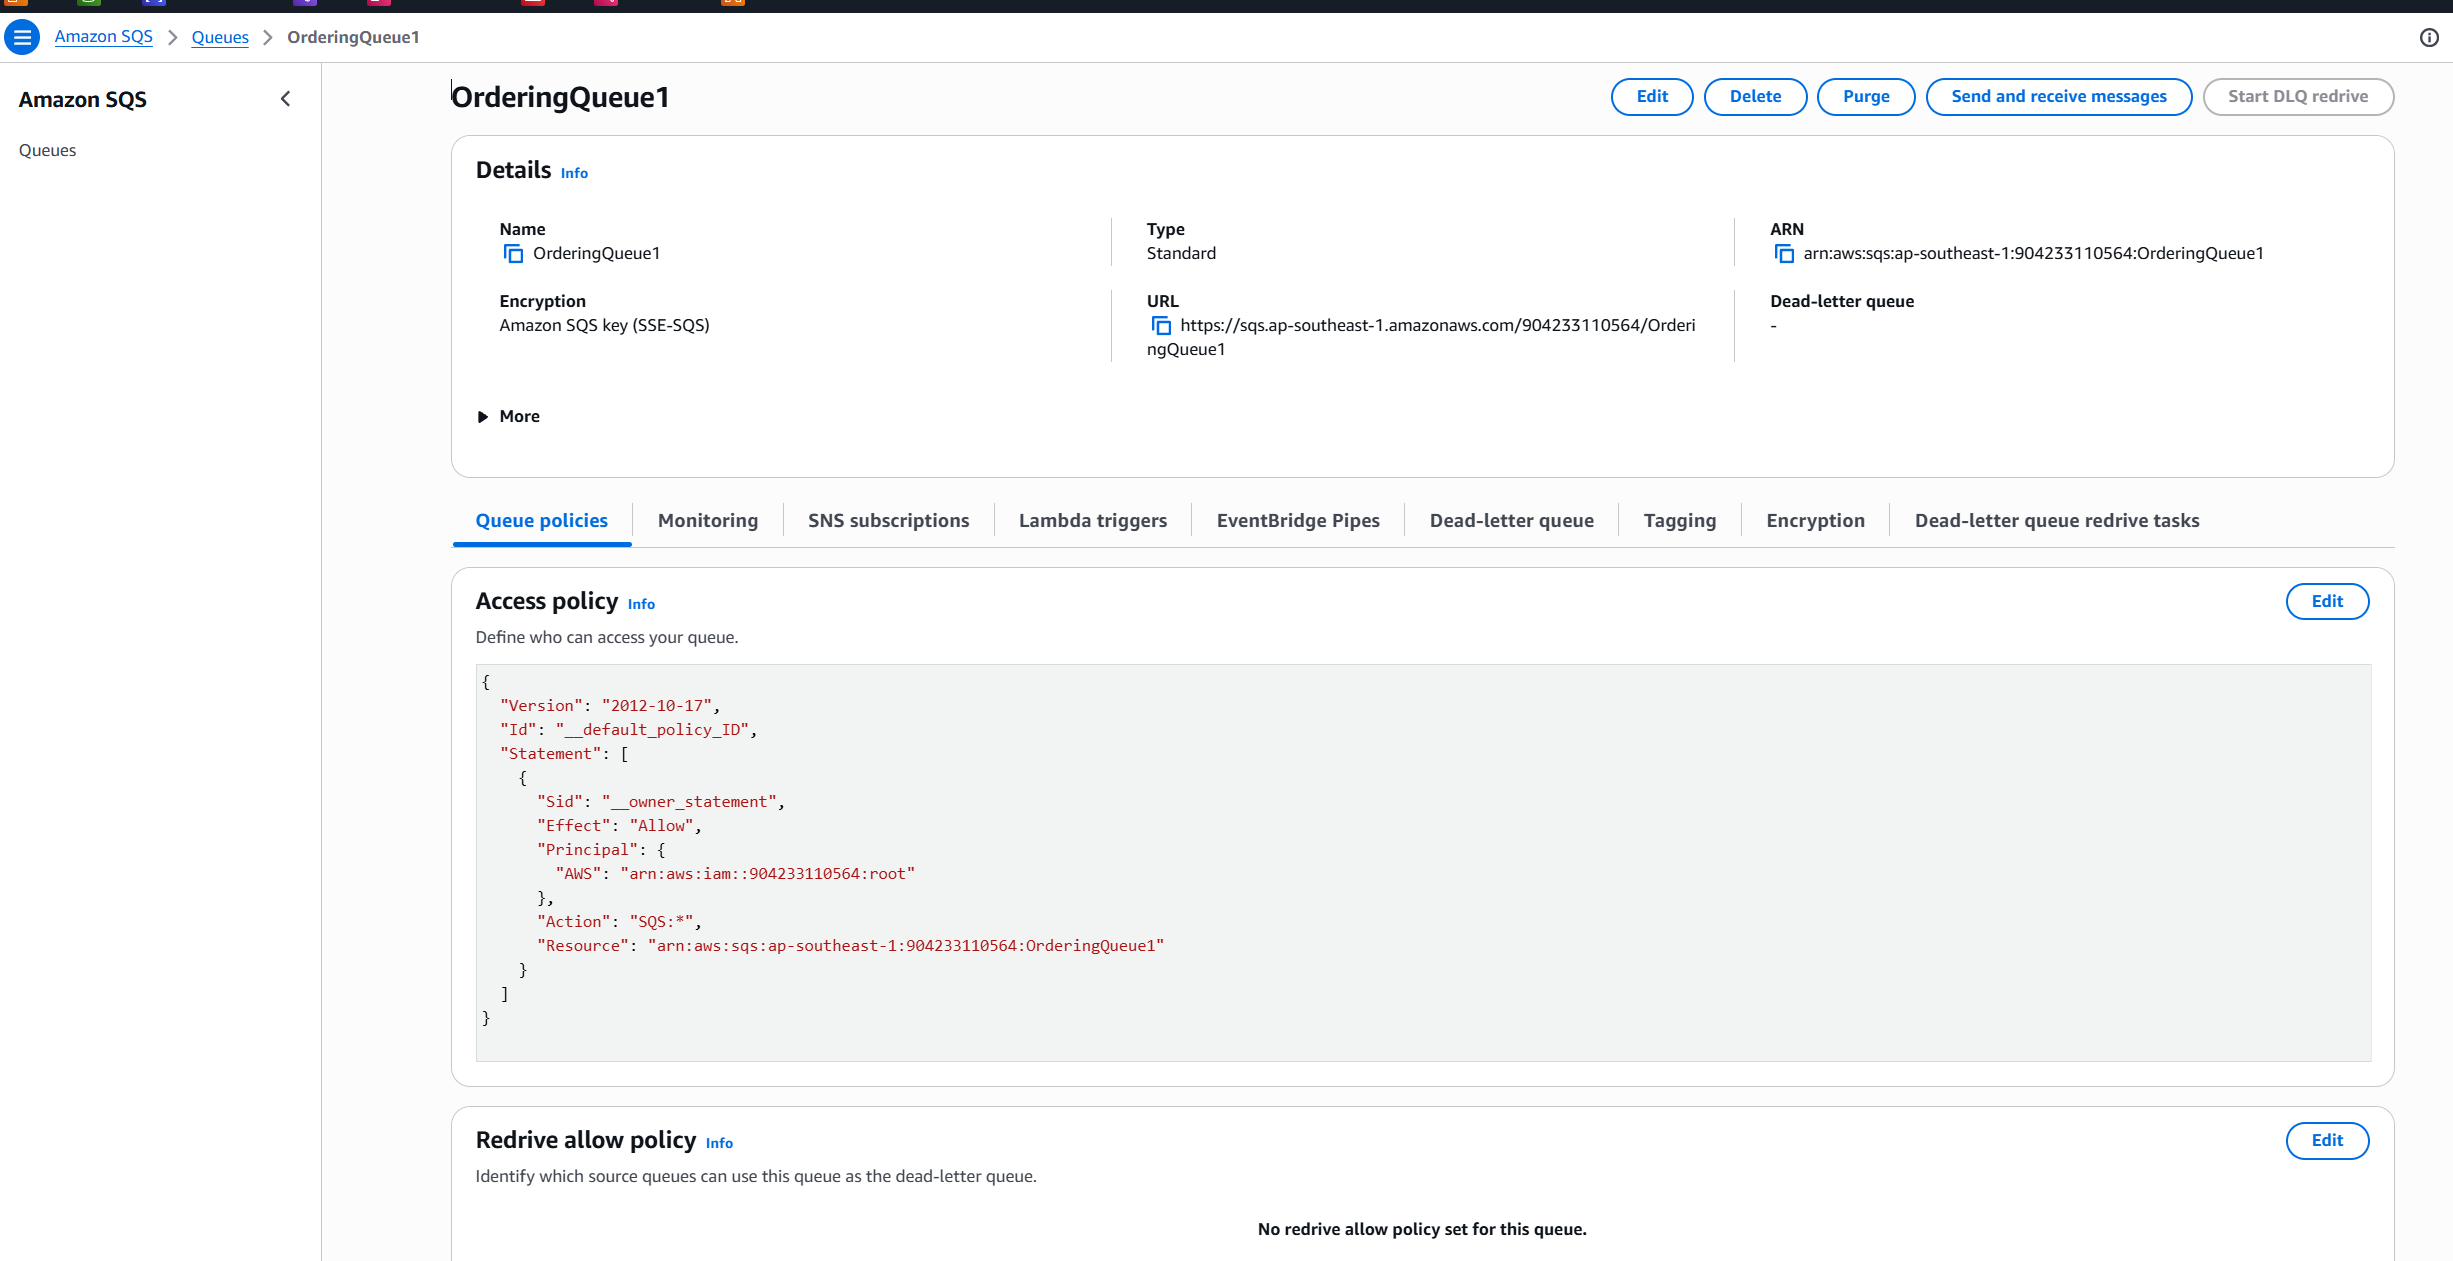 Amazon SQS
Queues
OrderingQueue1
Amazon SQS
Queues
OrderingQueue1
Edit
Delete
Purge
Send and receive messages
Start DLQ redrive
Details Info
Name
OrderingQueue1
Type
Standard
ARN
arn:aws:sqs:ap-southeast-1:904233110564:OrderingQueue1
Encryption
Amazon SQS key (SSE-SQS)
URL
https://sqs.ap-southeast-1.amazonaws.com/904233110564/Orderi
ngQueue1
Dead-letter queue
-
More
Queue policies
Monitoring
SNS subscriptions
Lambda triggers
EventBridge Pipes
Dead-letter queue
Tagging
Encryption
Dead-letter queue redrive tasks
Access policy Info
Edit
Define who can access your queue.
{
  "Version": "2012-10-17",
  "Id": "__default_policy_ID",
  "Statement": [
    {
      "Sid": "__owner_statement",
      "Effect": "Allow",
      "Principal": {
        "AWS": "arn:aws:iam::904233110564:root"
      },
      "Action": "SQS:*",
      "Resource": "arn:aws:sqs:ap-southeast-1:904233110564:OrderingQueue1"
    }
  ]
}
Redrive allow policy Info
Edit
Identify which source queues can use this queue as the dead-letter queue.
No redrive allow policy set for this queue.